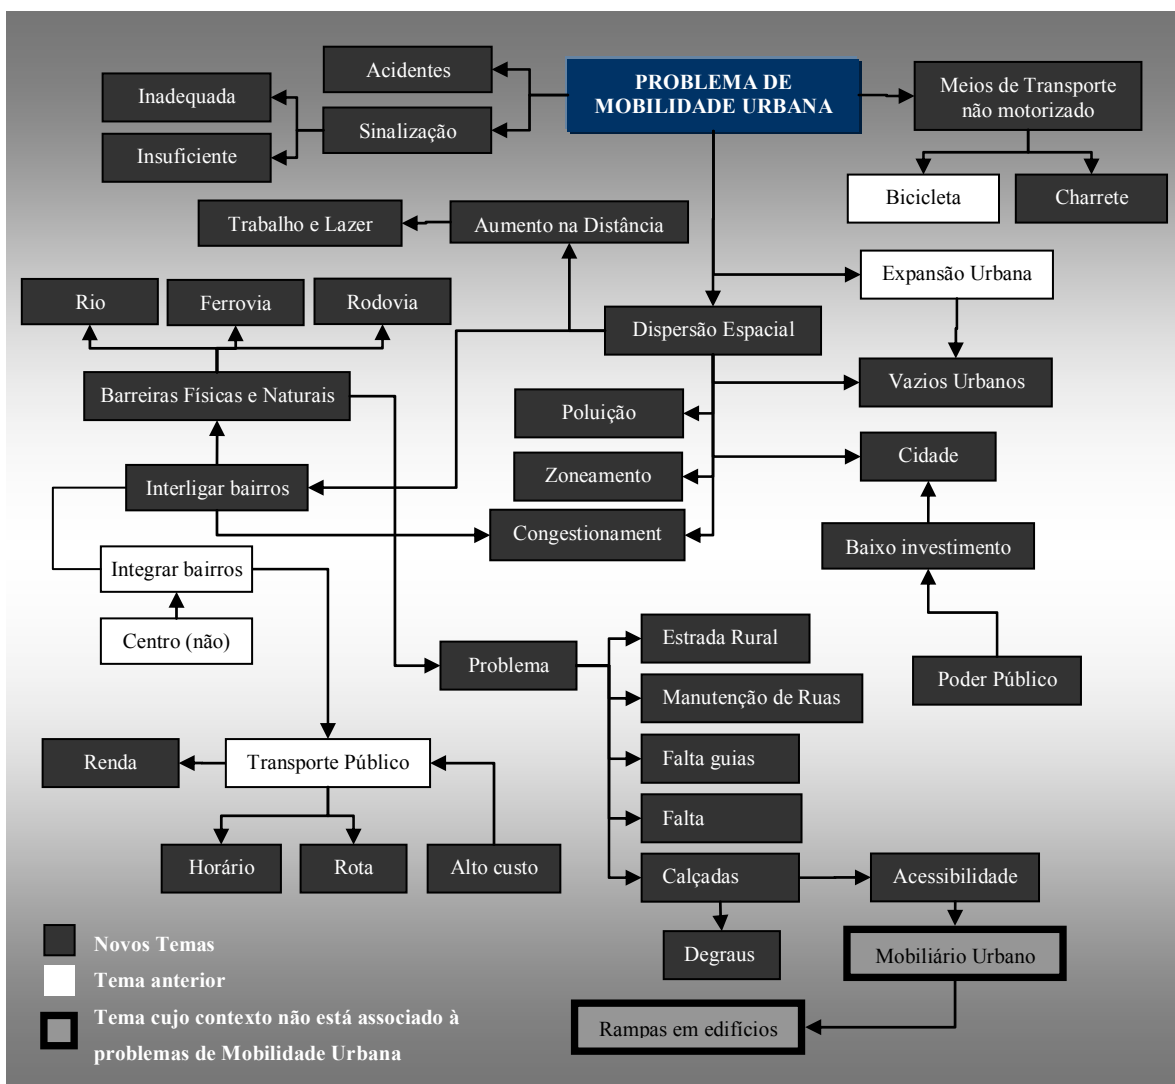 PROBLEMA DE
MOBILIDADE URBANA
Acidentes
Inadequada
Sinalização
Insuficiente
Meios de Transporte
não motorizado
Bicicleta
Charrete
Trabalho e Lazer
Aumento na Distância
Expansão Urbana
Rio
Ferrovia
Rodovia
Dispersão Espacial
Barreiras Físicas e Naturais
Vazios Urbanos
Poluição
Cidade
Interligar bairros
Zoneamento
Congestionament
Baixo investimento
Integrar bairros
Centro (não)
Problema
Estrada Rural
Poder Público
Manutenção de Ruas
Renda
Transporte Público
Falta guias
Falta
Horário
Rota
Alto custo
Calçadas
Acessibilidade
Degraus
Mobiliário Urbano
Rampas em edifícios
Novos Temas
Tema anterior
Tema cujo contexto não está associado à
problemas de Mobilidade Urbana